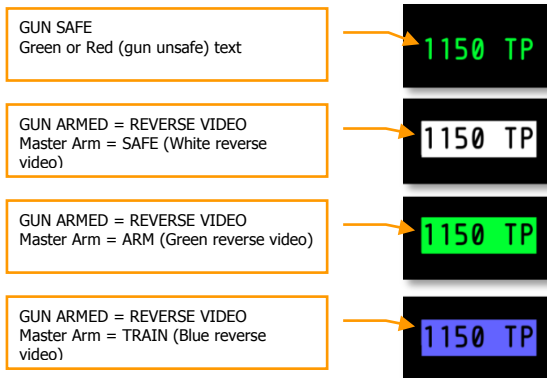 GUN SAFE
Green or Red (gun unsafe) text
1150 TP
GUN ARMED = REVERSE VIDEO
Master Arm = SAFE (White reverse
video)
1150 TP
GUN ARMED = REVERSE VIDEO
Master Arm = ARM (Green reverse video)
1150 TP
GUN ARMED = REVERSE VIDEO
Master Arm = TRAIN (Blue reverse
video)
1150 TP